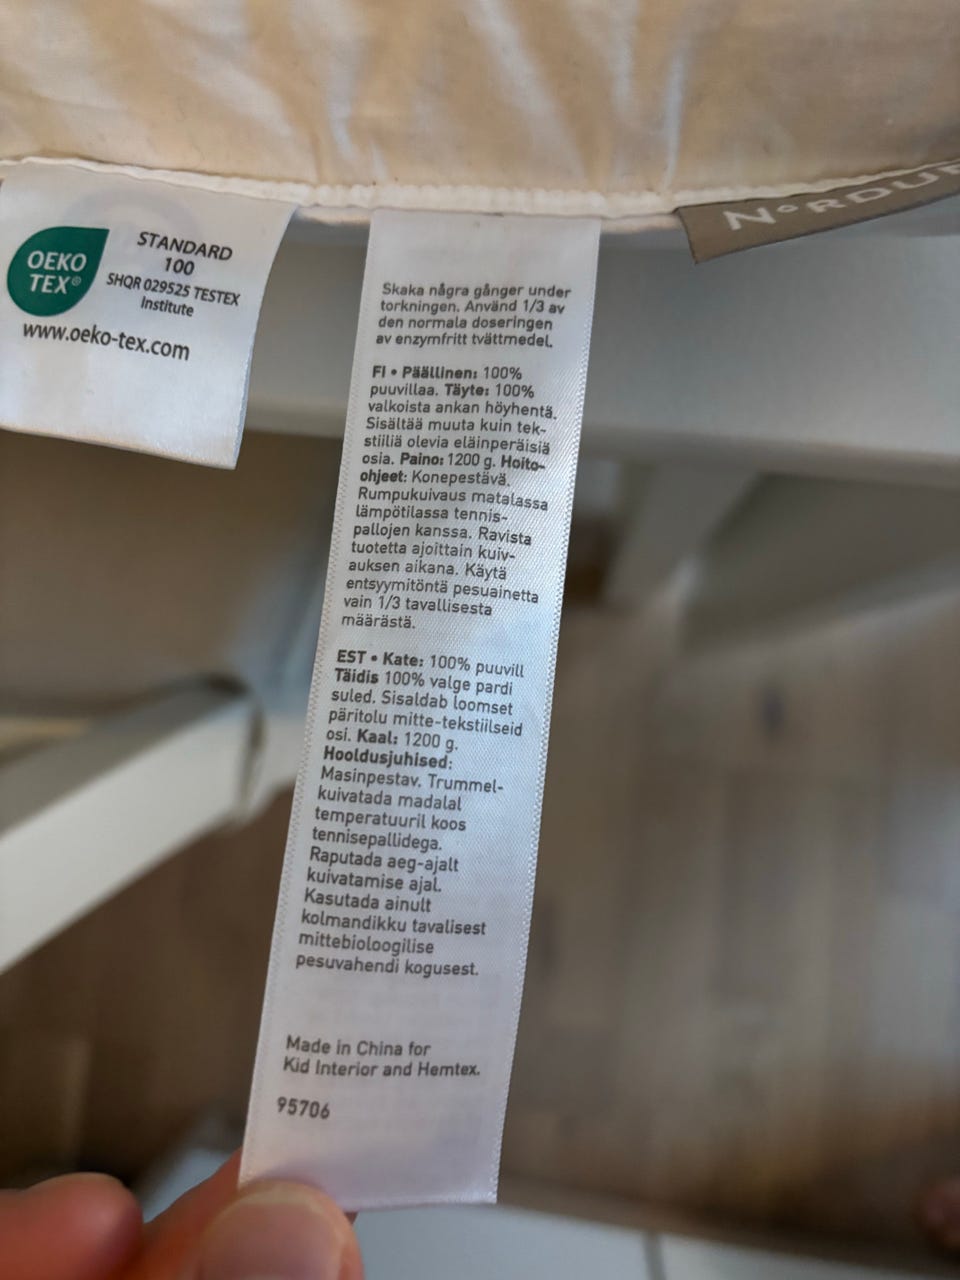 OEKO
TEX®
STANDARD
100
SHQR 029525 TESTEX
Institute
www.oeko-tex.com
Skaka några gånger under
torkningen. Använd 1/3 av
den normala doseringen
av enzymfritt tvättmedel.
FI • Päällinen: 100%
puuvillaa. Täyte: 100%
valkoista ankan höyhentä.
Sisältää muuta kuin tek-
stiiliä olevia eläinperäisiä
osia. Paino: 1200 g. Hoito-
ohjeet: Konepestävä.
Rumpukuivaus matalassa
lämpötilassa tennis-
pallojen kanssa. Ravista
tuotetta ajoittain kuiv-
auksen aikana. Käytä
entsyymitöntä pesuainetta
vain 1/3 tavallisesta
määrästä.
EST • Kate: 100% puuvill
Täidis 100% valge pardi
suled. Sisaldab loomset
päritolu mitte-tekstiilseid
osi. Kaal: 1200 g.
Hooldusjuhised:
Masinpestav. Trummel-
kuivatada madalal
temperatuuril koos
tennisepallidega.
Raputada aeg-ajalt
kuivatamise ajal.
Kasutada ainult
kolmandikku tavalisest
mittebioloogilise
pesuvahendi kogusest.
Made in China for
Kid Interior and Hemtex.
95706